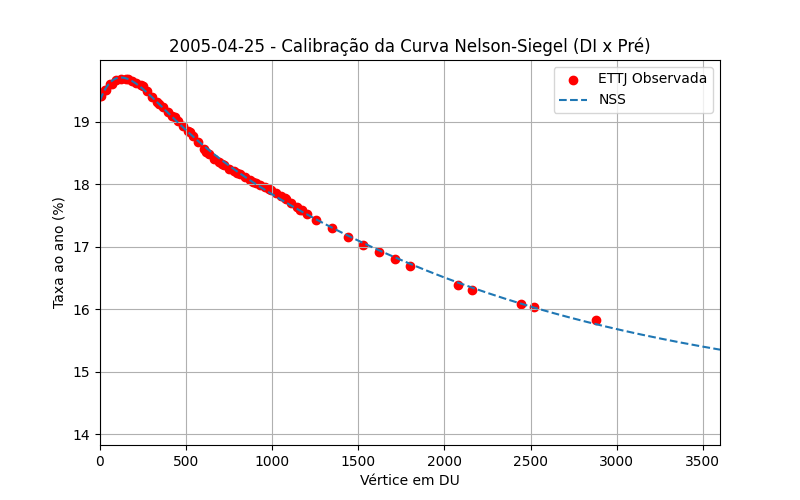 2005-04-25 - Calibração da Curva Nelson-Siegel (DI x Pré)
ETTJ Observada
NSS
Taxa ao ano (%)
19
18
17
16
15
14
0 500 1000 1500 2000 2500 3000 3500
Vértice em DU